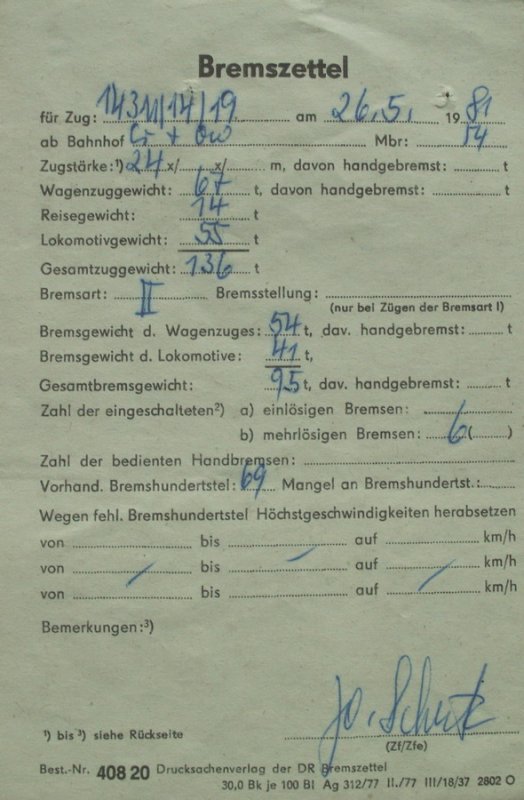 Bremszettel
für Zug: 14311/14/19 am 26.5. 1981
ab Bahnhof Mbr: 54
Zugstärke:¹) 24 x/ x/ m, davon handgebremst: t
Wagenzuggewicht: 67 t, davon handgebremst: t
Reisegewicht: 14 t
Lokomotivgewicht: 55 t
Gesamtzuggewicht: 136 t
Bremsart: II Bremsstellung:
(nur bei Zügen der Bremsart I)
Bremsgewicht d. Wagenzuges: 54 t, dav. handgebremst: t
Bremsgewicht d. Lokomotive: 41 t,
Gesamtbremsgewicht: 95 t, dav. handgebremst: t
Zahl der eingeschalteten²) a) einlösigen Bremsen:
b) mehrlösigen Bremsen: 6 ( )
Zahl der bedienten Handbremsen:
Vorhand. Bremshundertstel: 69 Mangel an Bremshundertst.:
Wegen fehl. Bremshundertstel Höchstgeschwindigkeiten herabsetzen
von bis auf km/h
von bis auf km/h
von bis auf km/h
Bemerkungen:³)
¹) bis ³) siehe Rückseite
(Zf/Zfe)
Best.-Nr. 408 20 Drucksachenverlag der DR Bremszettel
30,0 Bk je 100 Bl Ag 312/77 II./77 III/18/37 2802 O